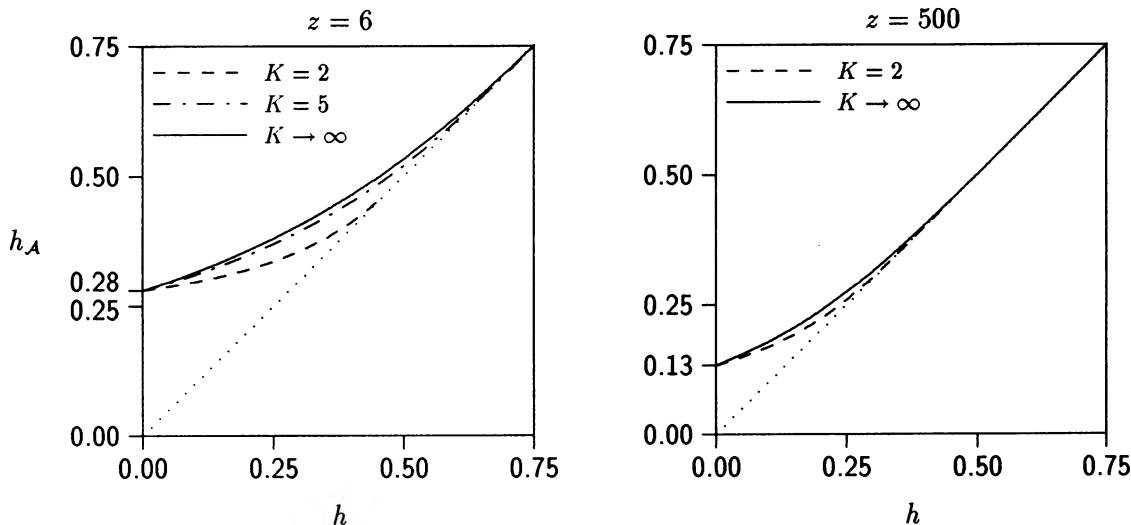 z = 6
0.75
0.50
0.28
0.25
0.00
h_𝒜
K = 2
K = 5
K → ∞
0.00 0.25 0.50 0.75
h
z = 500
0.75
0.50
0.25
0.13
0.00
K = 2
K → ∞
0.00 0.25 0.50 0.75
h